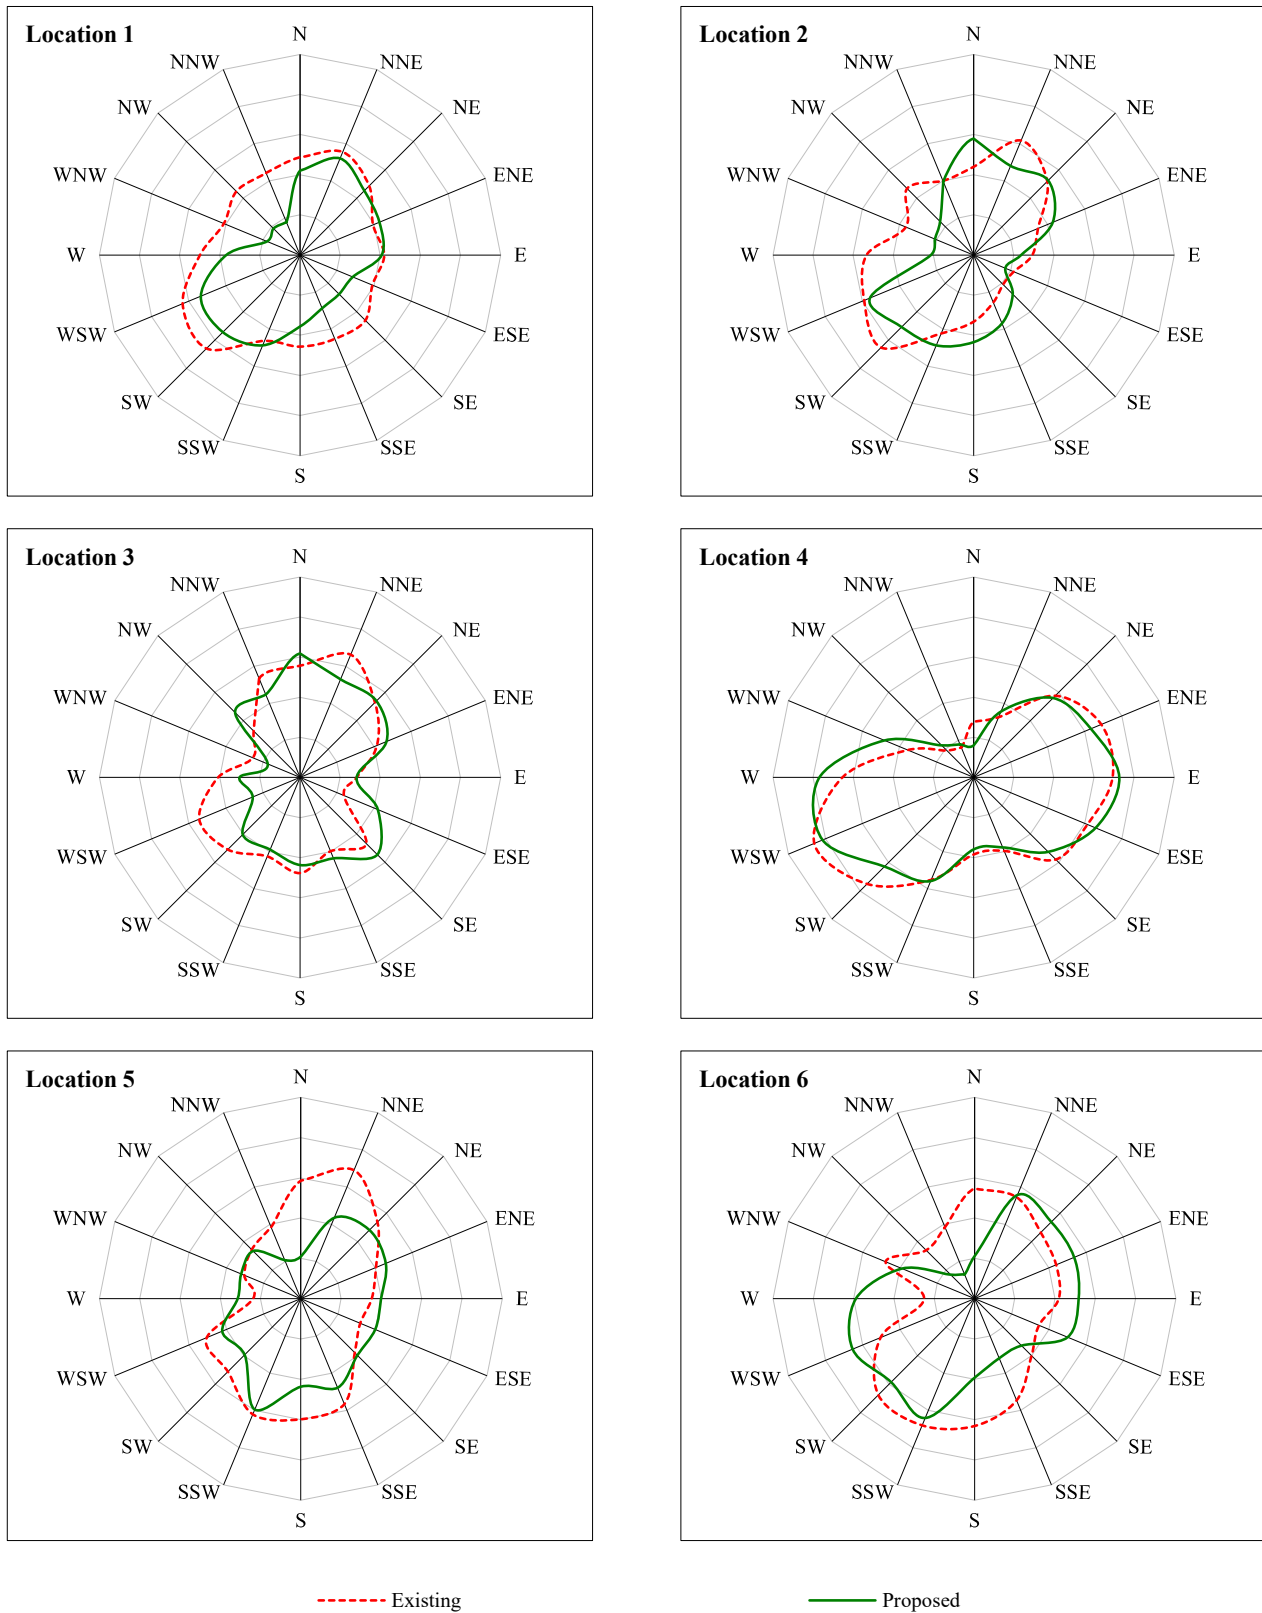 Location 1
N
NNW
NNE
NW
NE
WNW
ENE
W
E
WSW
ESE
SW
SE
SSW
SSE
S
Location 2
N
NNW
NNE
NW
NE
WNW
ENE
W
E
WSW
ESE
SW
SE
SSW
SSE
S
Location 3
N
NNW
NNE
NW
NE
WNW
ENE
W
E
WSW
ESE
SW
SE
SSW
SSE
S
Location 4
N
NNW
NNE
NW
NE
WNW
ENE
W
E
WSW
ESE
SW
SE
SSW
SSE
S
Location 5
N
NNW
NNE
NW
NE
WNW
ENE
W
E
WSW
ESE
SW
SE
SSW
SSE
S
Location 6
N
NNW
NNE
NW
NE
WNW
ENE
W
E
WSW
ESE
SW
SE
SSW
SSE
S
Existing
Proposed